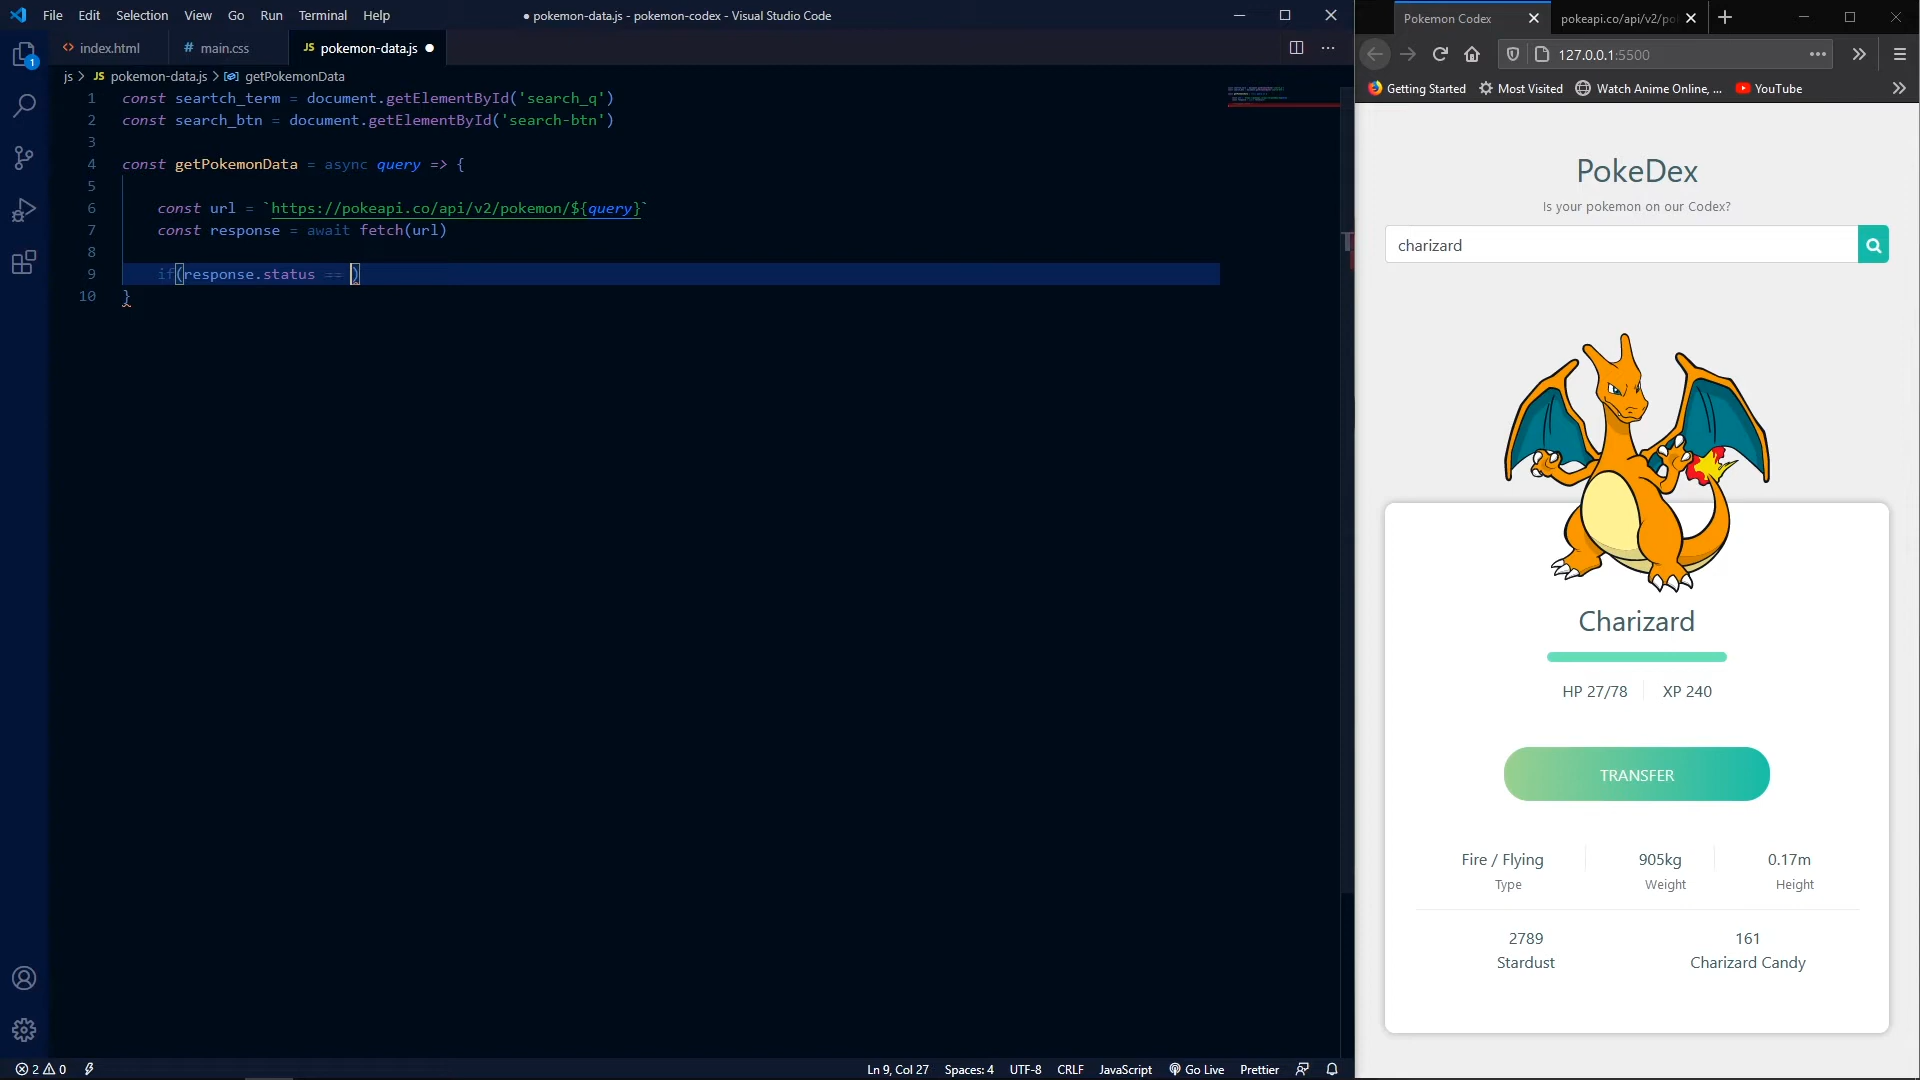 File Edit Selection View Go Run Terminal Help
● pokemon-data.js - pokemon-codex - Visual Studio Code
index.html
# main.css
JS pokemon-data.js ●
js > JS pokemon-data.js > getPokemonData
1 const seartch_term = document.getElementById('search_q')
2 const search_btn = document.getElementById('search-btn')
3
4 const getPokemonData = async query => {
5
6 const url = `https://pokeapi.co/api/v2/pokemon/${query}`
7 const response = await fetch(url)
8
9 if(response.status == )
10 }
1
2 0
Ln 9, Col 27 Spaces: 4 UTF-8 CRLF JavaScript Go Live Prettier
Pokemon Codex
pokeapi.co/api/v2/po
127.0.0.1:5500
Getting Started Most Visited Watch Anime Online, ... YouTube
PokeDex
Is your pokemon on our Codex?
charizard
Charizard
HP 27/78 XP 240
TRANSFER
Fire / Flying 905kg 0.17m
Type Weight Height
2789 161
Stardust Charizard Candy